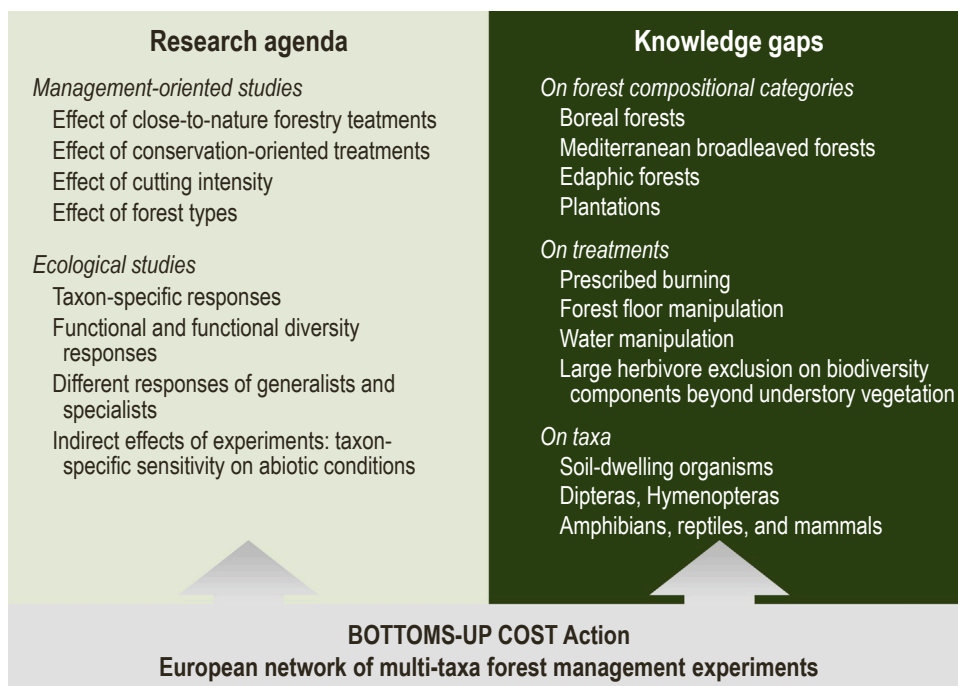 Research agenda
Management-oriented studies
Effect of close-to-nature forestry teatments
Effect of conservation-oriented treatments
Effect of cutting intensity
Effect of forest types
Ecological studies
Taxon-specific responses
Functional and functional diversity
responses
Different responses of generalists and
specialists
Indirect effects of experiments: taxon-
specific sensitivity on abiotic conditions
Knowledge gaps
On forest compositional categories
Boreal forests
Mediterranean broadleaved forests
Edaphic forests
Plantations
On treatments
Prescribed burning
Forest floor manipulation
Water manipulation
Large herbivore exclusion on biodiversity
components beyond understory vegetation
On taxa
Soil-dwelling organisms
Dipteras, Hymenopteras
Amphibians, reptiles, and mammals
BOTTOMS-UP COST Action
European network of multi-taxa forest management experiments